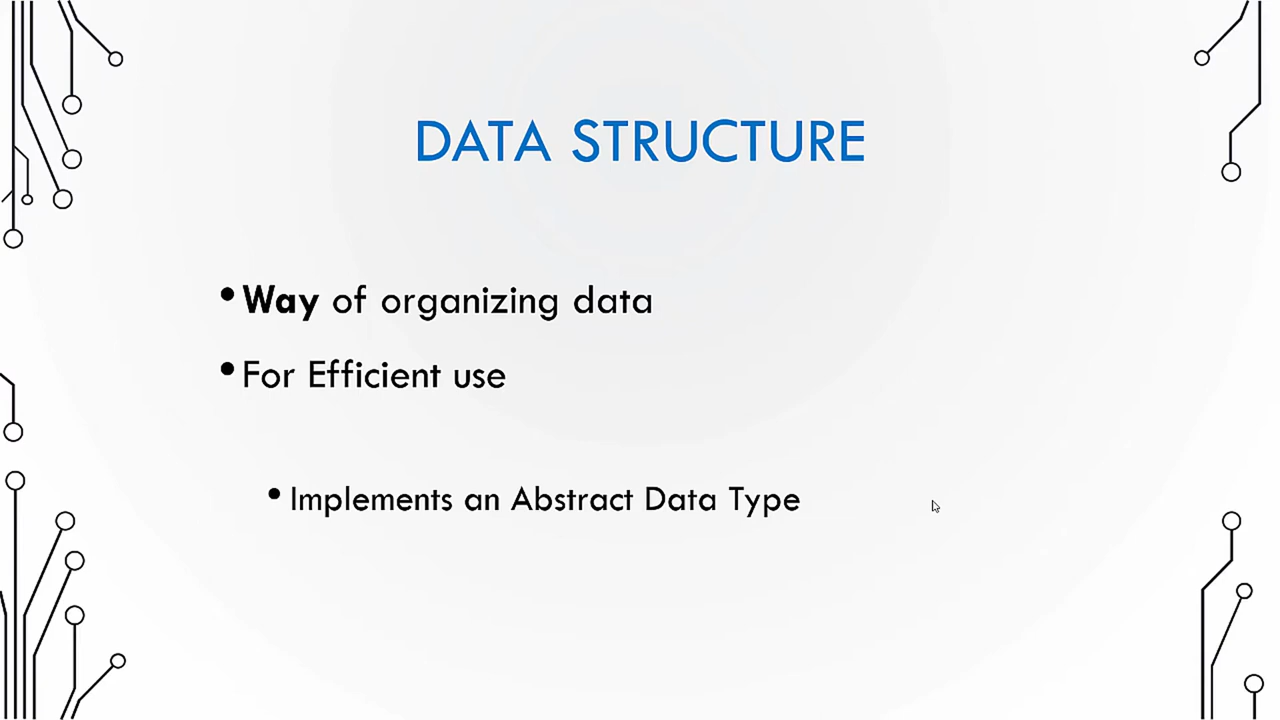 DATA STRUCTURE
• Way of organizing data
• For Efficient use
• Implements an Abstract Data Type